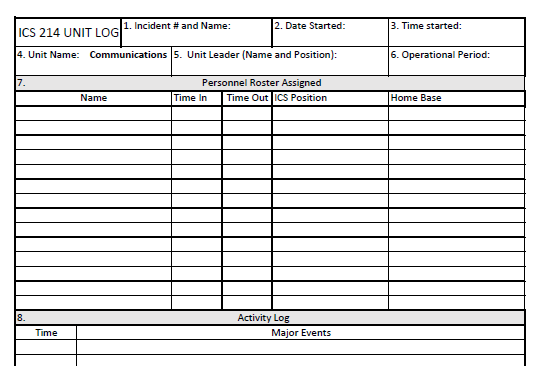 ICS 214 UNIT LOG 1. Incident # and Name: 2. Date Started: 3. Time started:
4. Unit Name: Communications 5. Unit Leader (Name and Position): 6. Operational Period:
7. Personnel Roster Assigned
Name Time In Time Out ICS Position Home Base
8. Activity Log
Time Major Events